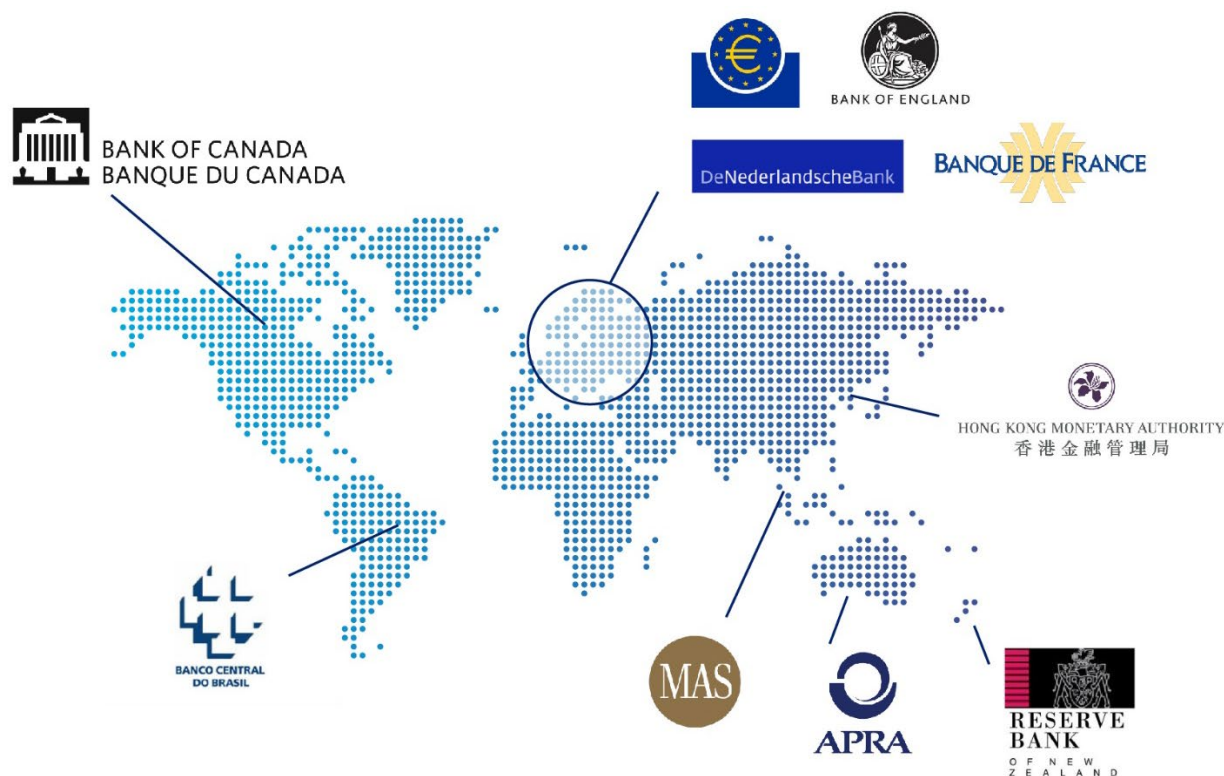 €
BANK OF ENGLAND
BANK OF CANADA
BANQUE DU CANADA
DeNederlandscheBank
BANQUE DE FRANCE
HONG KONG MONETARY AUTHORITY
香港金融管理局
BANCO CENTRAL
DO BRASIL
MAS
APRA
RESERVE
BANK
OF NEW
ZEALAND